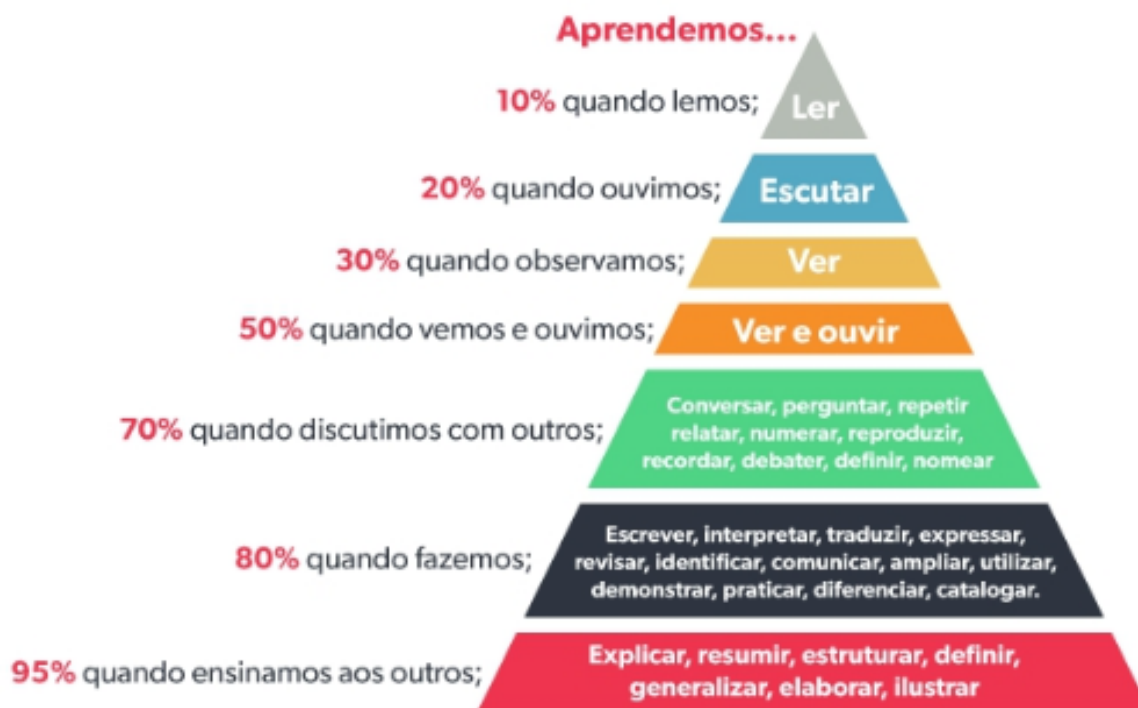 Aprendemos...
10% quando lemos;
Ler
20% quando ouvimos;
Escutar
30% quando observamos;
Ver
50% quando vemos e ouvimos;
Ver e ouvir
70% quando discutimos com outros;
Conversar, perguntar, repetir
relatar, numerar, reproduzir,
recordar, debater, definir, nomear
80% quando fazemos;
Escrever, interpretar, traduzir, expressar,
revisar, identificar, comunicar, ampliar, utilizar,
demonstrar, praticar, diferenciar, catalogar.
95% quando ensinamos aos outros;
Explicar, resumir, estruturar, definir,
generalizar, elaborar, ilustrar